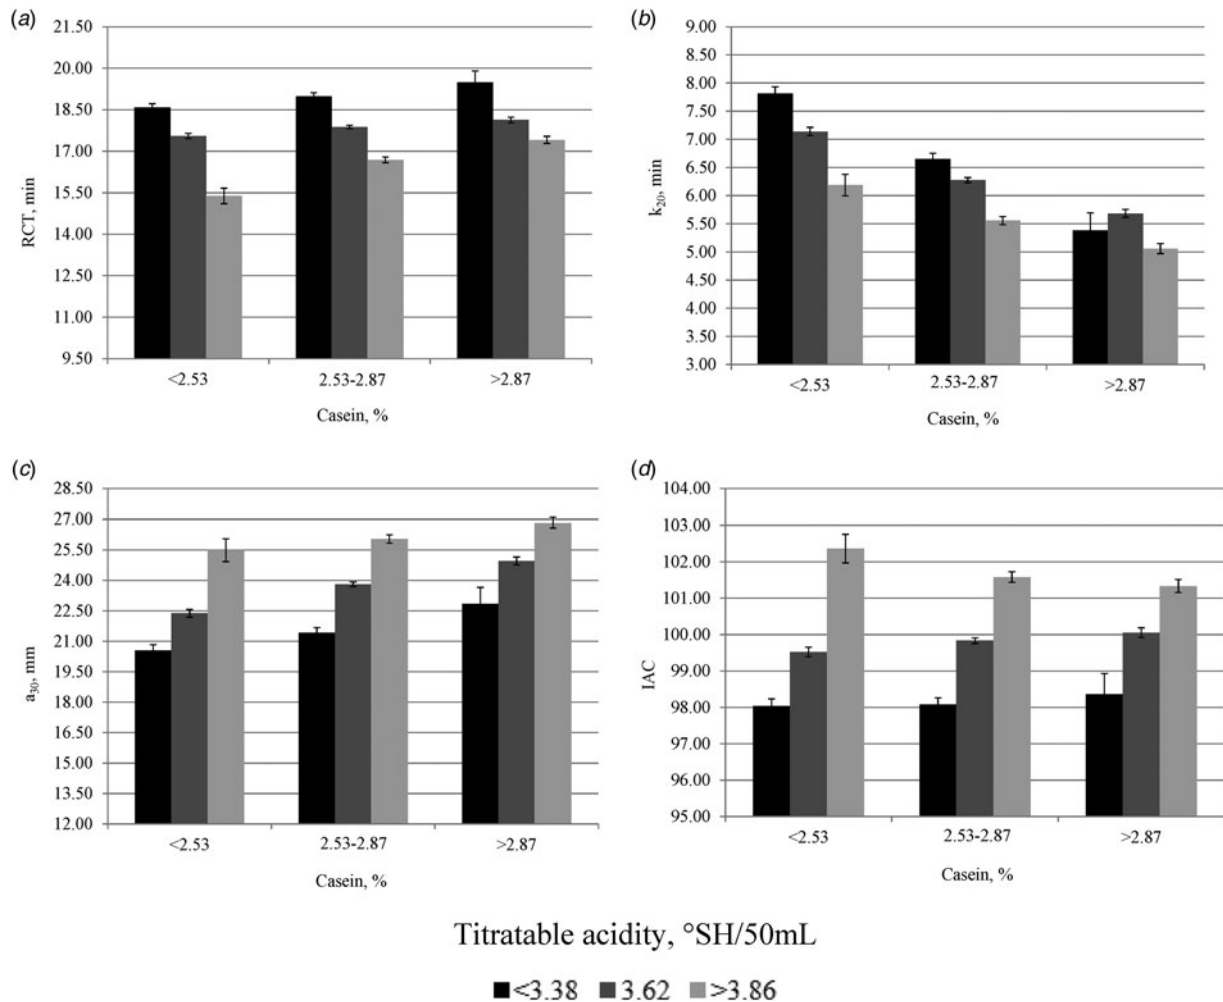 (a)
21.50
20.00
18.50
17.00
15.50
14.00
12.50
11.00
9.50
RCT, min
<2.53 2.53-2.87 >2.87
Casein, %
(b)
9.00
8.50
8.00
7.50
7.00
6.50
6.00
5.50
5.00
4.50
4.00
3.50
3.00
k20, min
<2.53 2.53-2.87 >2.87
Casein, %
(c)
28.50
27.00
25.50
24.00
22.50
21.00
19.50
18.00
16.50
15.00
13.50
12.00
a30, mm
<2.53 2.53-2.87 >2.87
Casein, %
(d)
104.00
103.00
102.00
101.00
100.00
99.00
98.00
97.00
96.00
95.00
IAC
<2.53 2.53-2.87 >2.87
Casein, %
Titratable acidity, °SH/50mL
<3.38 3.62 >3.86